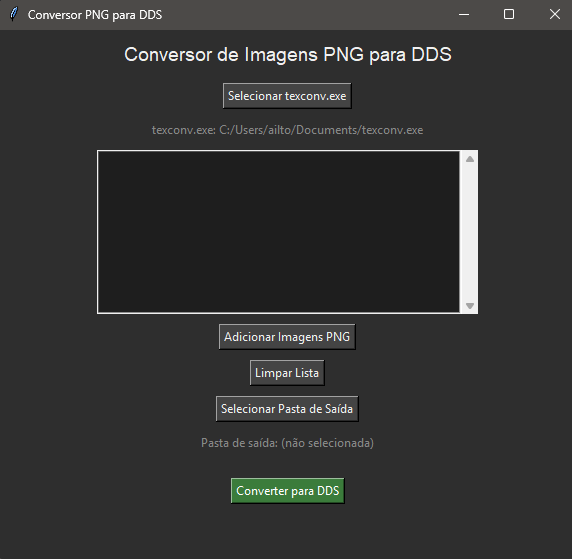 Conversor PNG para DDS
Conversor de Imagens PNG para DDS
Selecionar texconv.exe
texconv.exe: C:/Users/ailto/Documents/texconv.exe
Adicionar Imagens PNG
Limpar Lista
Selecionar Pasta de Saída
Pasta de saída: (não selecionada)
Converter para DDS